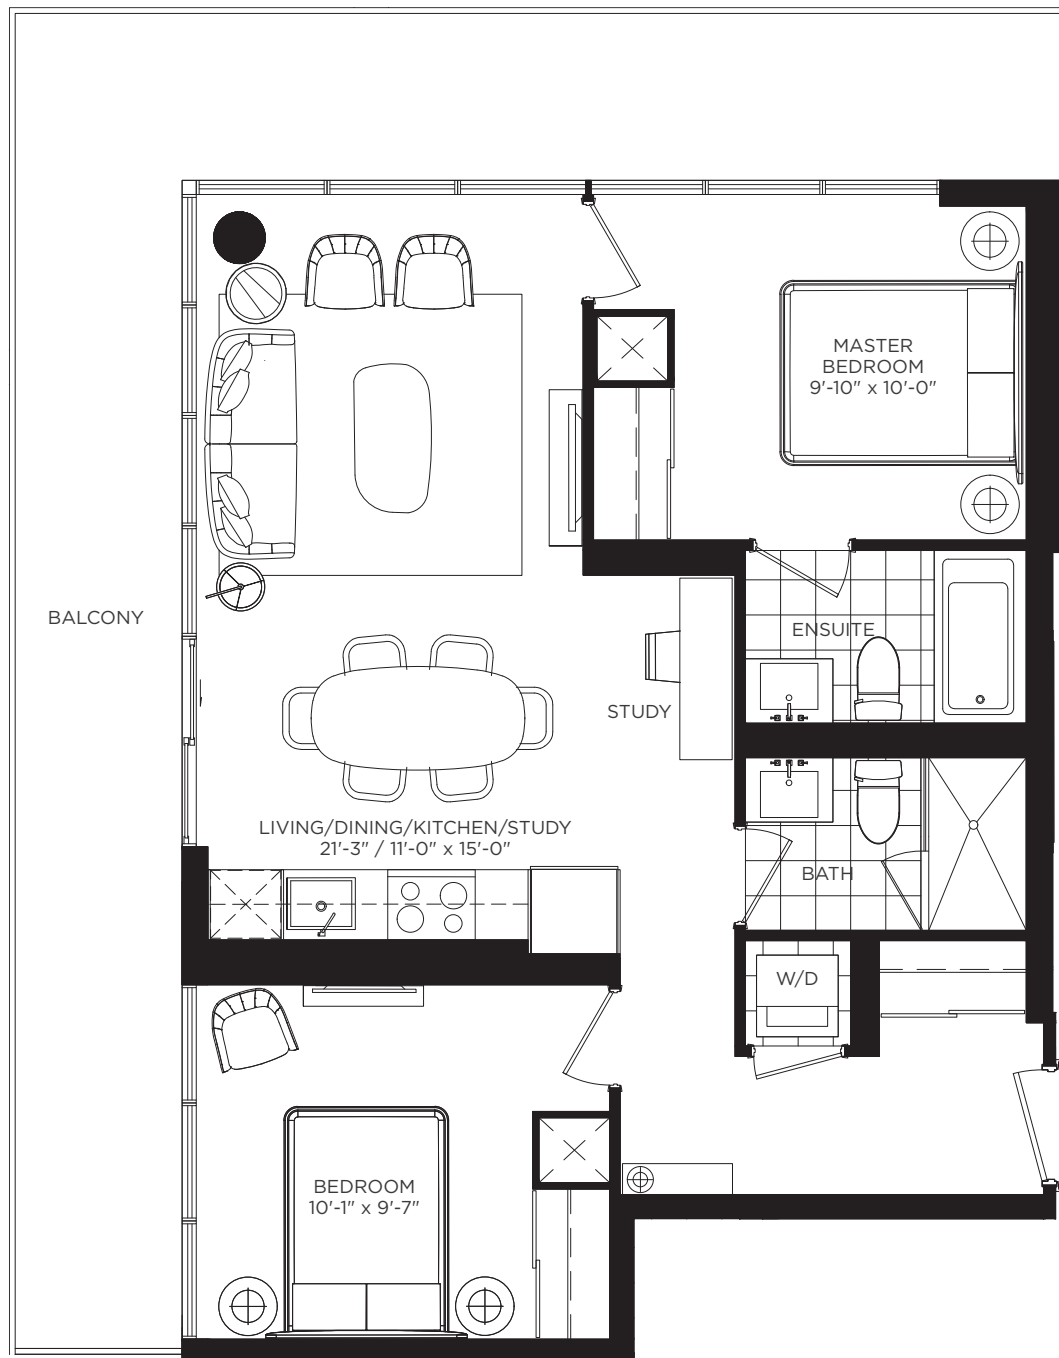 MASTER
BEDROOM
9'-10" x 10'-0"
BALCONY
ENSUITE
STUDY
LIVING/DINING/KITCHEN/STUDY
21'-3" / 11'-0" x 15'-0"
BATH
W/D
BEDROOM
10'-1" x 9'-7"